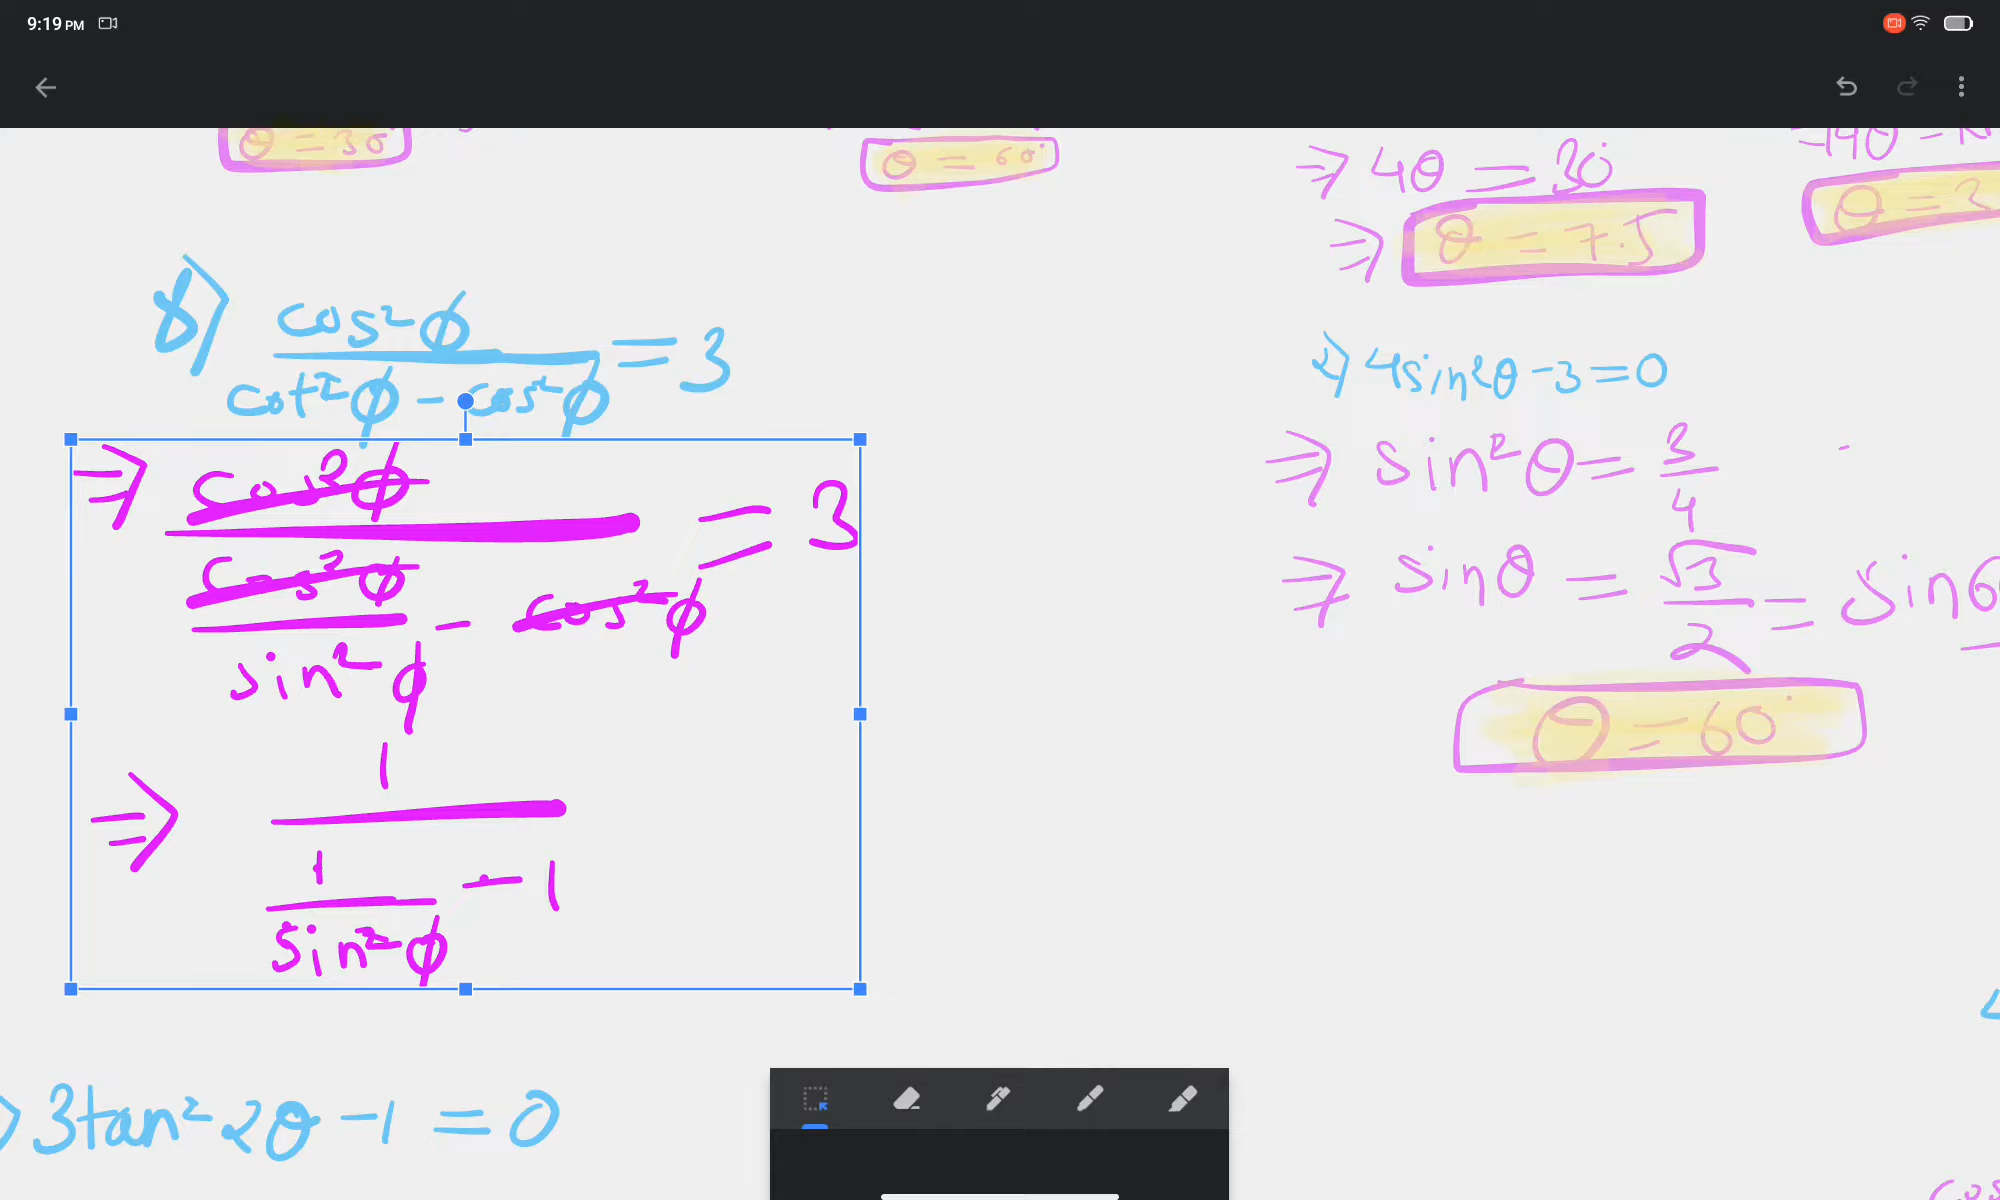 9:19 PM
θ = 30°
θ = 60°
⇒ 4θ = 30°
⇒ θ = 7.5
8) cos²φ / (cot²φ − cos²φ) = 3
⇒ cos²φ / (cos²φ / sin²φ − cos²φ) = 3
⇒ 1 / (1 / sin²φ − 1)
2) 4sin²θ − 3 = 0
⇒ sin²θ = 3/4
⇒ sinθ = √3/2 = sin6
θ = 60°
3tan²2θ − 1 = 0